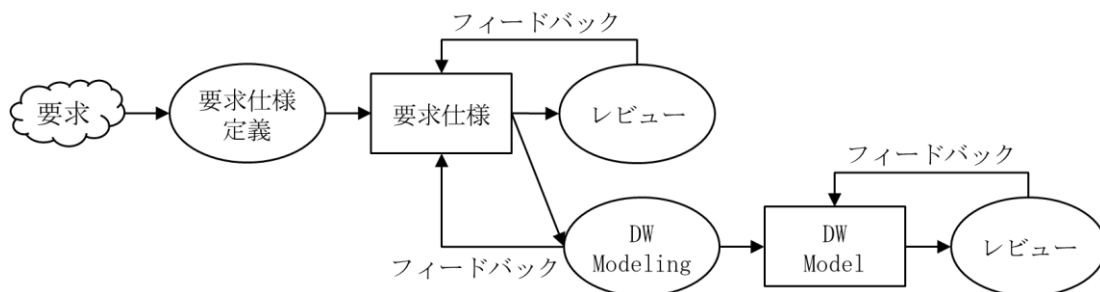 フィードバック
要求
要求仕様
定義
要求仕様
レビュー
フィードバック
フィードバック
DW
Modeling
DW
Model
レビュー